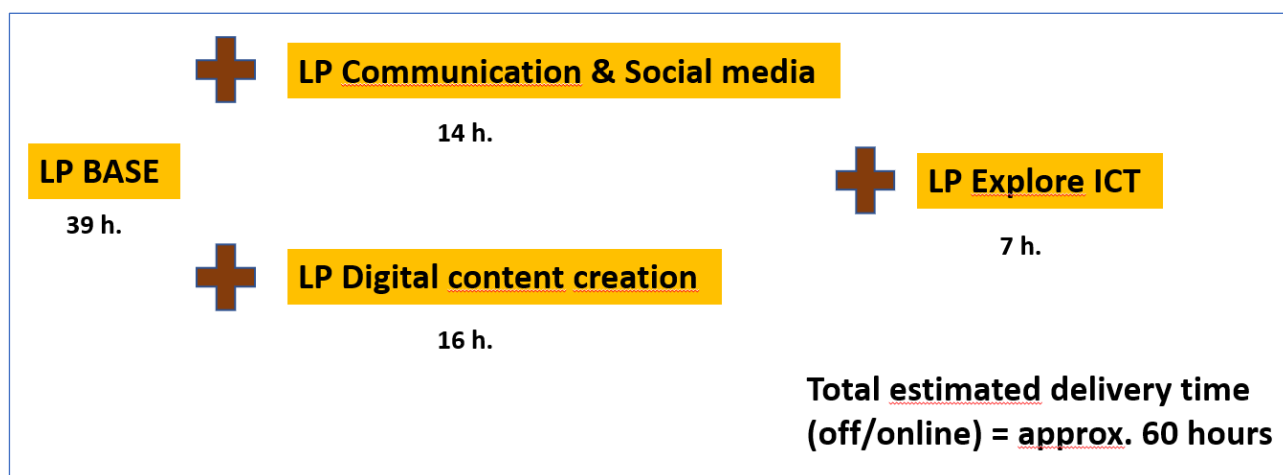 LP Communication & Social media
14 h.
LP BASE
39 h.
LP Explore ICT
7 h.
LP Digital content creation
16 h.
Total estimated delivery time
(off/online) = approx. 60 hours